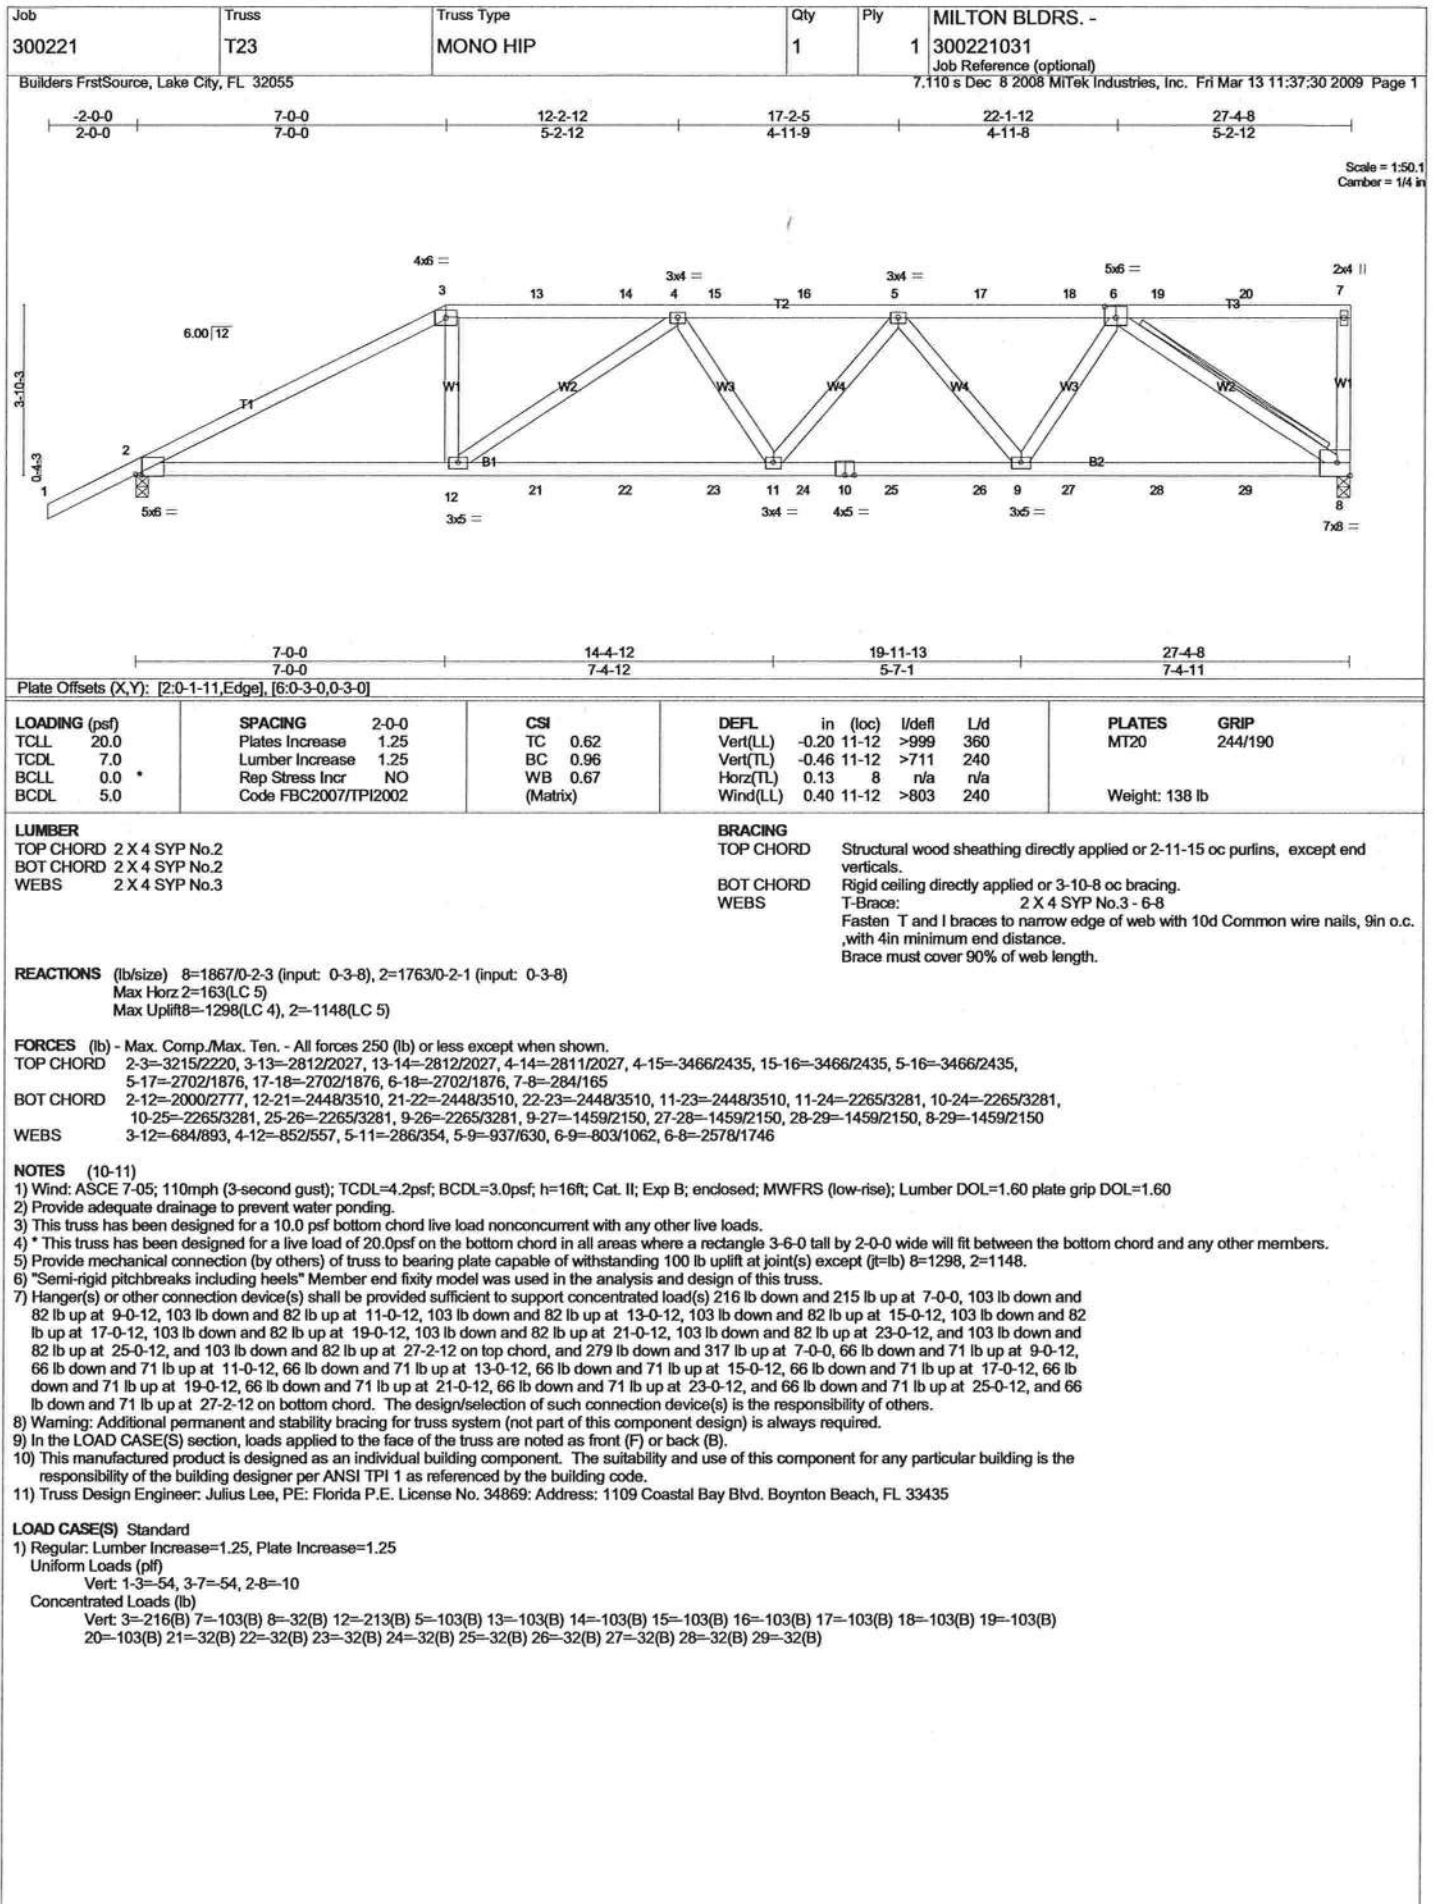 Job Truss Truss Type Qty Ply MILTON BLDRS. -
300221 T23 MONO HIP 1 1 300221031
Job Reference (optional)
Builders FrstSource, Lake City, FL 32055 7.110 s Dec 8 2008 MiTek Industries, Inc. Fri Mar 13 11:37:30 2009 Page 1
-2-0-0 7-0-0 12-2-12 17-2-5 22-1-12 27-4-8
2-0-0 7-0-0 5-2-12 4-11-9 4-11-8 5-2-12
Scale = 1:50.1
Camber = 1/4 in
4x6 = 3x4 = 3x4 = 5x6 = 2x4 ||
3 13 14 4 15 16 5 17 18 6 19 20 7
T2 T3
6.00 12
3-10-3
T1 W1 W2 W3 W4 W4 W3 W2 W1
0-4-3
2 B1 B2
1 12 21 22 23 11 24 10 25 26 9 27 28 29 8
5x6 = 3x5 = 3x4 = 4x5 = 3x5 = 7x8 =
7-0-0 14-4-12 19-11-13 27-4-8
7-0-0 7-4-12 5-7-1 7-4-11
Plate Offsets (X,Y): [2:0-1-11,Edge], [6:0-3-0,0-3-0]
LOADING (psf) SPACING 2-0-0 CSI DEFL in (loc) l/defl L/d PLATES GRIP
TCLL 20.0 Plates Increase 1.25 TC 0.62 Vert(LL) -0.20 11-12 >999 360 MT20 244/190
TCDL 7.0 Lumber Increase 1.25 BC 0.96 Vert(TL) -0.46 11-12 >711 240
BCLL 0.0 * Rep Stress Incr NO WB 0.67 Horz(TL) 0.13 8 n/a n/a
BCDL 5.0 Code FBC2007/TPI2002 (Matrix) Wind(LL) 0.40 11-12 >803 240 Weight: 138 lb
LUMBER BRACING
TOP CHORD 2 X 4 SYP No.2 TOP CHORD Structural wood sheathing directly applied or 2-11-15 oc purlins, except end
BOT CHORD 2 X 4 SYP No.2 verticals.
WEBS 2 X 4 SYP No.3 BOT CHORD Rigid ceiling directly applied or 3-10-8 oc bracing.
WEBS T-Brace: 2 X 4 SYP No.3 - 6-8
Fasten T and I braces to narrow edge of web with 10d Common wire nails, 9in o.c.
,with 4in minimum end distance.
Brace must cover 90% of web length.
REACTIONS (lb/size) 8=1867/0-2-3 (input: 0-3-8), 2=1763/0-2-1 (input: 0-3-8)
Max Horz 2=163(LC 5)
Max Uplift8=-1298(LC 4), 2=-1148(LC 5)
FORCES (lb) - Max. Comp./Max. Ten. - All forces 250 (lb) or less except when shown.
TOP CHORD 2-3=-3215/2220, 3-13=-2812/2027, 13-14=-2812/2027, 4-14=-2811/2027, 4-15=-3466/2435, 15-16=-3466/2435, 5-16=-3466/2435,
5-17=-2702/1876, 17-18=-2702/1876, 6-18=-2702/1876, 7-8=-284/165
BOT CHORD 2-12=-2000/2777, 12-21=-2448/3510, 21-22=-2448/3510, 22-23=-2448/3510, 11-23=-2448/3510, 11-24=-2265/3281, 10-24=-2265/3281,
10-25=-2265/3281, 25-26=-2265/3281, 9-26=-2265/3281, 9-27=-1459/2150, 27-28=-1459/2150, 28-29=-1459/2150, 8-29=-1459/2150
WEBS 3-12=-684/893, 4-12=-852/557, 5-11=-286/354, 5-9=-937/630, 6-9=-803/1062, 6-8=-2578/1746
NOTES (10-11)
1) Wind: ASCE 7-05; 110mph (3-second gust); TCDL=4.2psf; BCDL=3.0psf; h=16ft; Cat. II; Exp B; enclosed; MWFRS (low-rise); Lumber DOL=1.60 plate grip DOL=1.60
2) Provide adequate drainage to prevent water ponding.
3) This truss has been designed for a 10.0 psf bottom chord live load nonconcurrent with any other live loads.
4) * This truss has been designed for a live load of 20.0psf on the bottom chord in all areas where a rectangle 3-6-0 tall by 2-0-0 wide will fit between the bottom chord and any other members.
5) Provide mechanical connection (by others) of truss to bearing plate capable of withstanding 100 lb uplift at joint(s) except (jt=lb) 8=1298, 2=1148.
6) "Semi-rigid pitchbreaks including heels" Member end fixity model was used in the analysis and design of this truss.
7) Hanger(s) or other connection device(s) shall be provided sufficient to support concentrated load(s) 216 lb down and 215 lb up at 7-0-0, 103 lb down and
82 lb up at 9-0-12, 103 lb down and 82 lb up at 11-0-12, 103 lb down and 82 lb up at 13-0-12, 103 lb down and 82 lb up at 15-0-12, 103 lb down and 82
lb up at 17-0-12, 103 lb down and 82 lb up at 19-0-12, 103 lb down and 82 lb up at 21-0-12, 103 lb down and 82 lb up at 23-0-12, and 103 lb down and
82 lb up at 25-0-12, and 103 lb down and 82 lb up at 27-2-12 on top chord, and 279 lb down and 317 lb up at 7-0-0, 66 lb down and 71 lb up at 9-0-12,
66 lb down and 71 lb up at 11-0-12, 66 lb down and 71 lb up at 13-0-12, 66 lb down and 71 lb up at 15-0-12, 66 lb down and 71 lb up at 17-0-12, 66 lb
down and 71 lb up at 19-0-12, 66 lb down and 71 lb up at 21-0-12, 66 lb down and 71 lb up at 23-0-12, and 66 lb down and 71 lb up at 25-0-12, and 66
lb down and 71 lb up at 27-2-12 on bottom chord. The design/selection of such connection device(s) is the responsibility of others.
8) Warning: Additional permanent and stability bracing for truss system (not part of this component design) is always required.
9) In the LOAD CASE(S) section, loads applied to the face of the truss are noted as front (F) or back (B).
10) This manufactured product is designed as an individual building component. The suitability and use of this component for any particular building is the
responsibility of the building designer per ANSI TPI 1 as referenced by the building code.
11) Truss Design Engineer: Julius Lee, PE: Florida P.E. License No. 34869: Address: 1109 Coastal Bay Blvd. Boynton Beach, FL 33435
LOAD CASE(S) Standard
1) Regular: Lumber Increase=1.25, Plate Increase=1.25
Uniform Loads (plf)
Vert: 1-3=-54, 3-7=-54, 2-8=-10
Concentrated Loads (lb)
Vert: 3=-216(B) 7=-103(B) 8=-32(B) 12=-213(B) 5=-103(B) 13=-103(B) 14=-103(B) 15=-103(B) 16=-103(B) 17=-103(B) 18=-103(B) 19=-103(B)
20=-103(B) 21=-32(B) 22=-32(B) 23=-32(B) 24=-32(B) 25=-32(B) 26=-32(B) 27=-32(B) 28=-32(B) 29=-32(B)